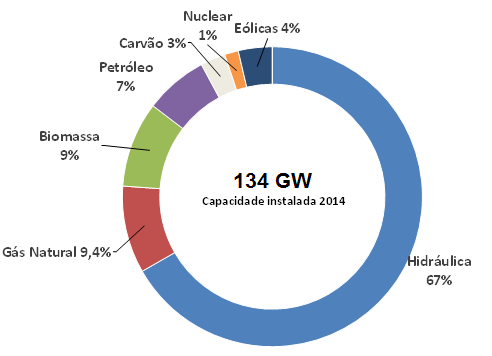 Nuclear
1%
Eólicas 4%
Carvão 3%
Petróleo
7%
Biomassa
9%
134 GW
Capacidade instalada 2014
Gás Natural 9,4%
Hidráulica
67%